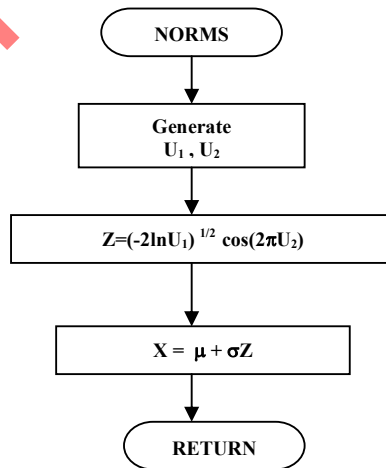 NORMS
Generate
U₁ , U₂
Z=(-2lnU₁) ¹/² cos(2πU₂)
X = μ + σZ
RETURN